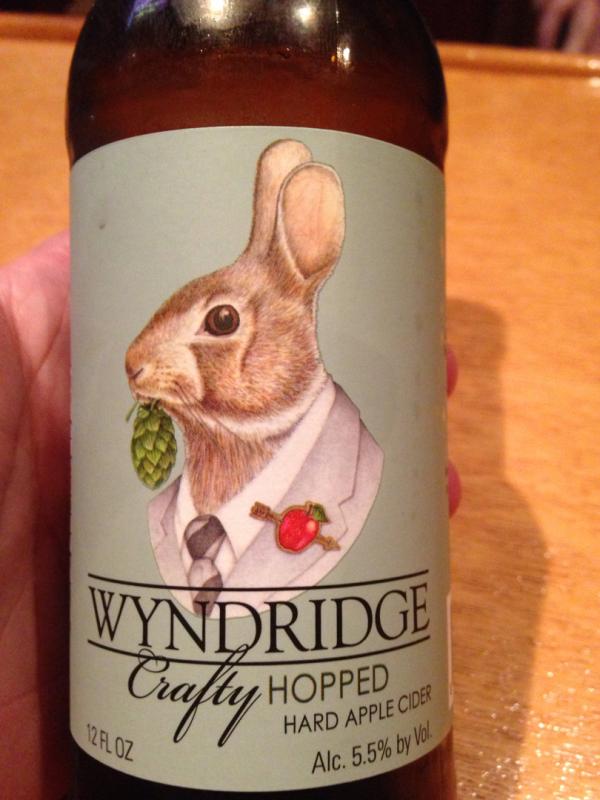 WYNDRIDGE
Crafty HOPPED
HARD APPLE CIDER
12 FL OZ
Alc. 5.5% by Vol.